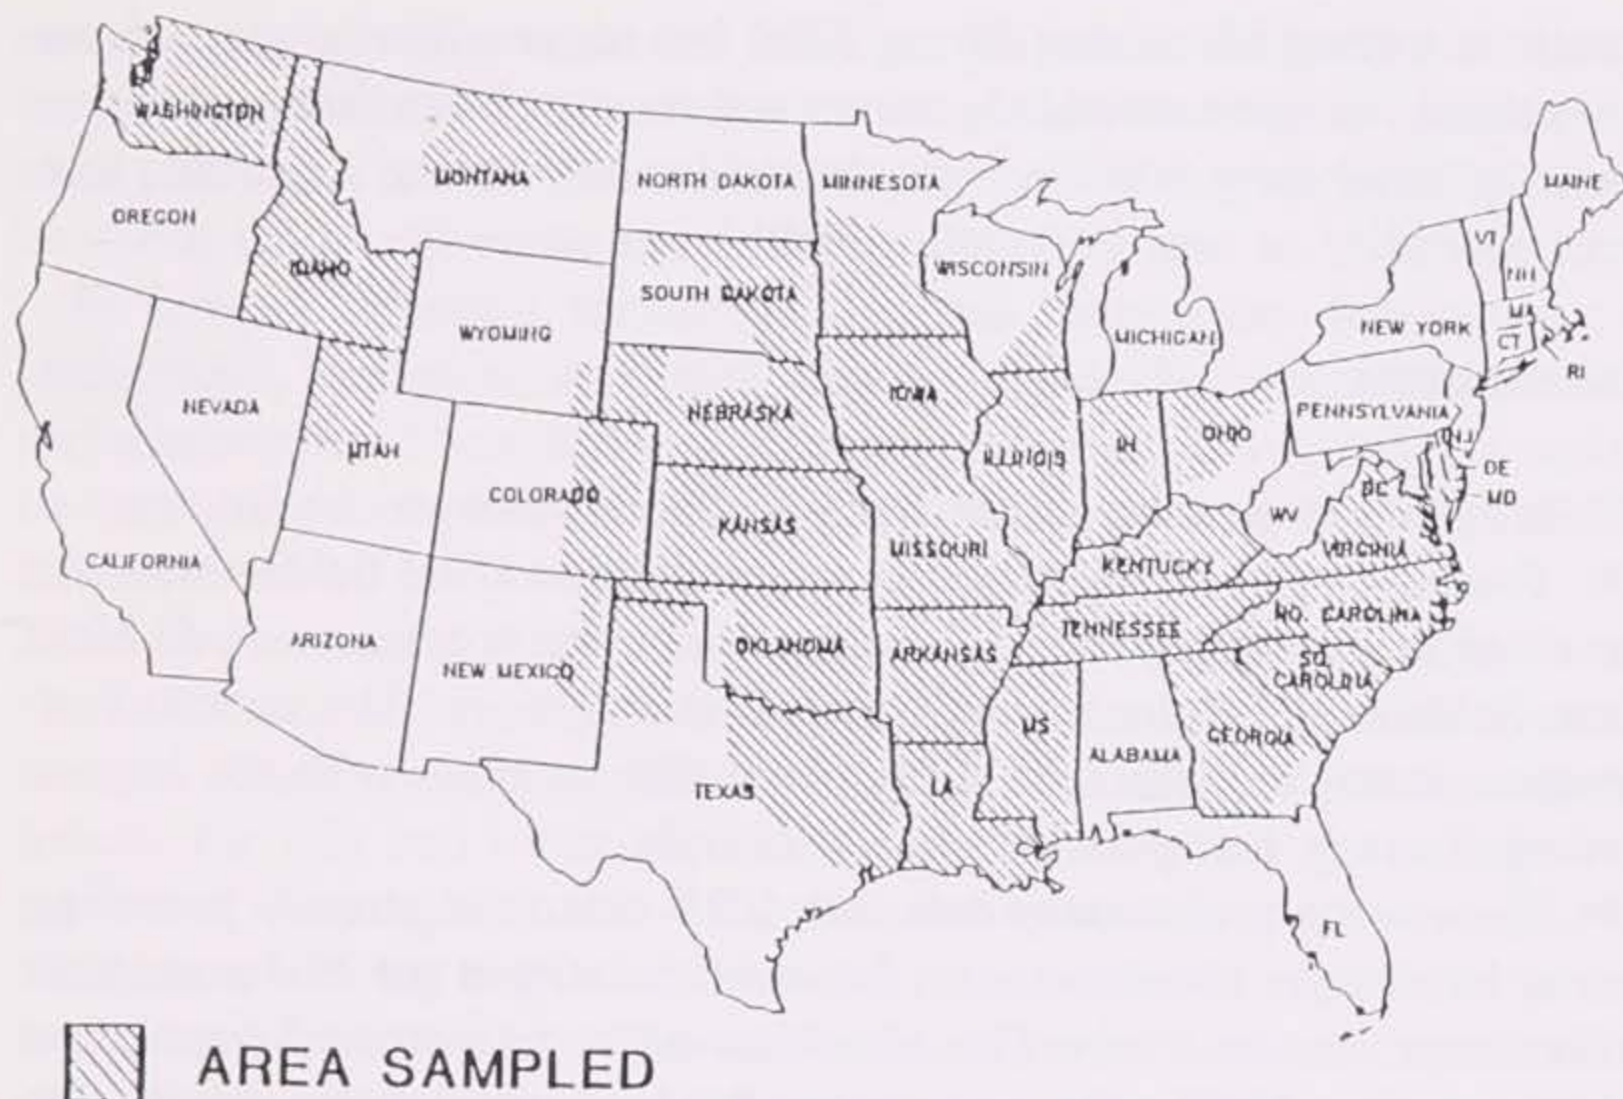 WASHINGTON
MONTANA
NORTH DAKOTA
MINNESOTA
MAINE
OREGON
VT
IDAHO
WISCONSIN
NH
SOUTH DAKOTA
MA
WYOMING
MICHIGAN
NEW YORK
CT
RI
NEVADA
IOWA
NEBRASKA
PENNSYLVANIA
UTAH
ILLINOIS
IN
OHIO
NJ
DE
COLORADO
DC
MD
KANSAS
WV
CALIFORNIA
MISSOURI
KENTUCKY
VIRGINIA
ARIZONA
NEW MEXICO
OKLAHOMA
ARKANSAS
TENNESSEE
NO. CAROLINA
SO.
CAROLINA
MS
GEORGIA
ALABAMA
TEXAS
LA
FL
AREA SAMPLED